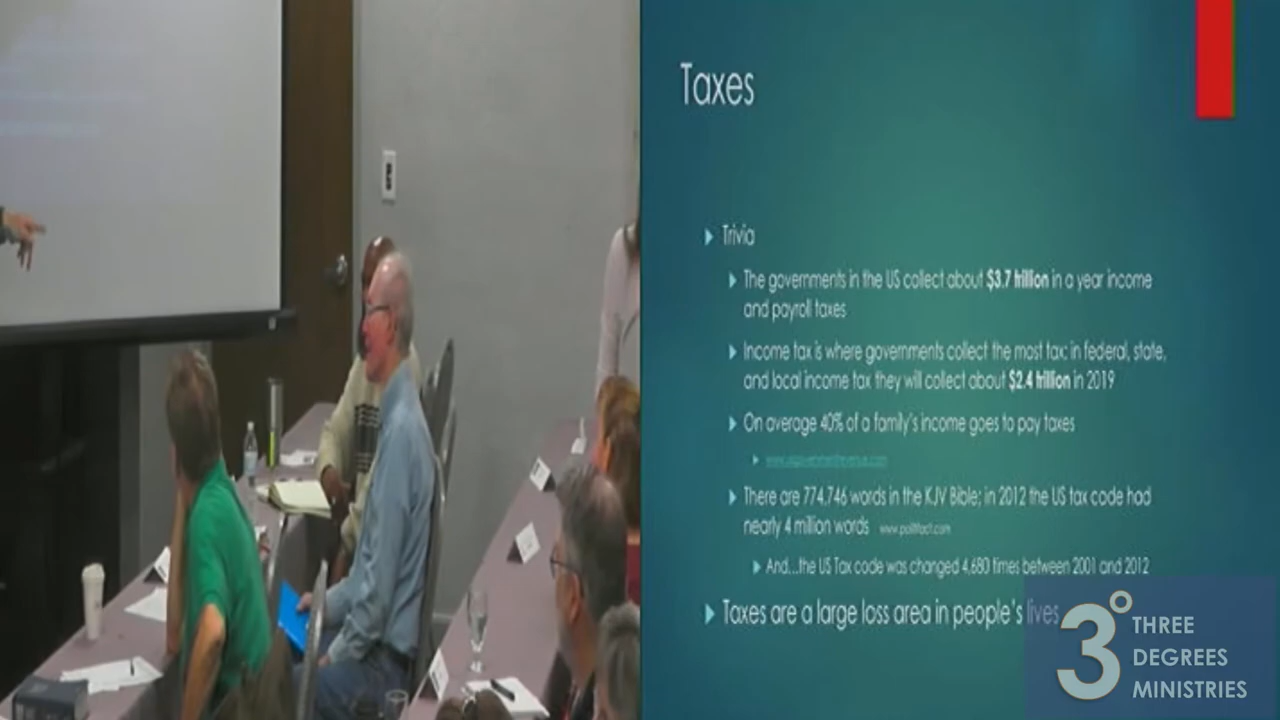 Taxes
Trivia
The governments in the US collect about $3.7 trillion in a year income
and payroll taxes
Income tax is where governments collect the most tax: in federal, state,
and local income tax they will collect about $2.4 trillion in 2019
On average 40% of a family's income goes to pay taxes
There are 774,746 words in the KJV Bible; in 2012 the US tax code had
nearly 4 million words www.politifact.com
And...the US Tax code was changed 4,680 times between 2001 and 2012
Taxes are a large loss area in people's lives
3° THREE
DEGREES
MINISTRIES